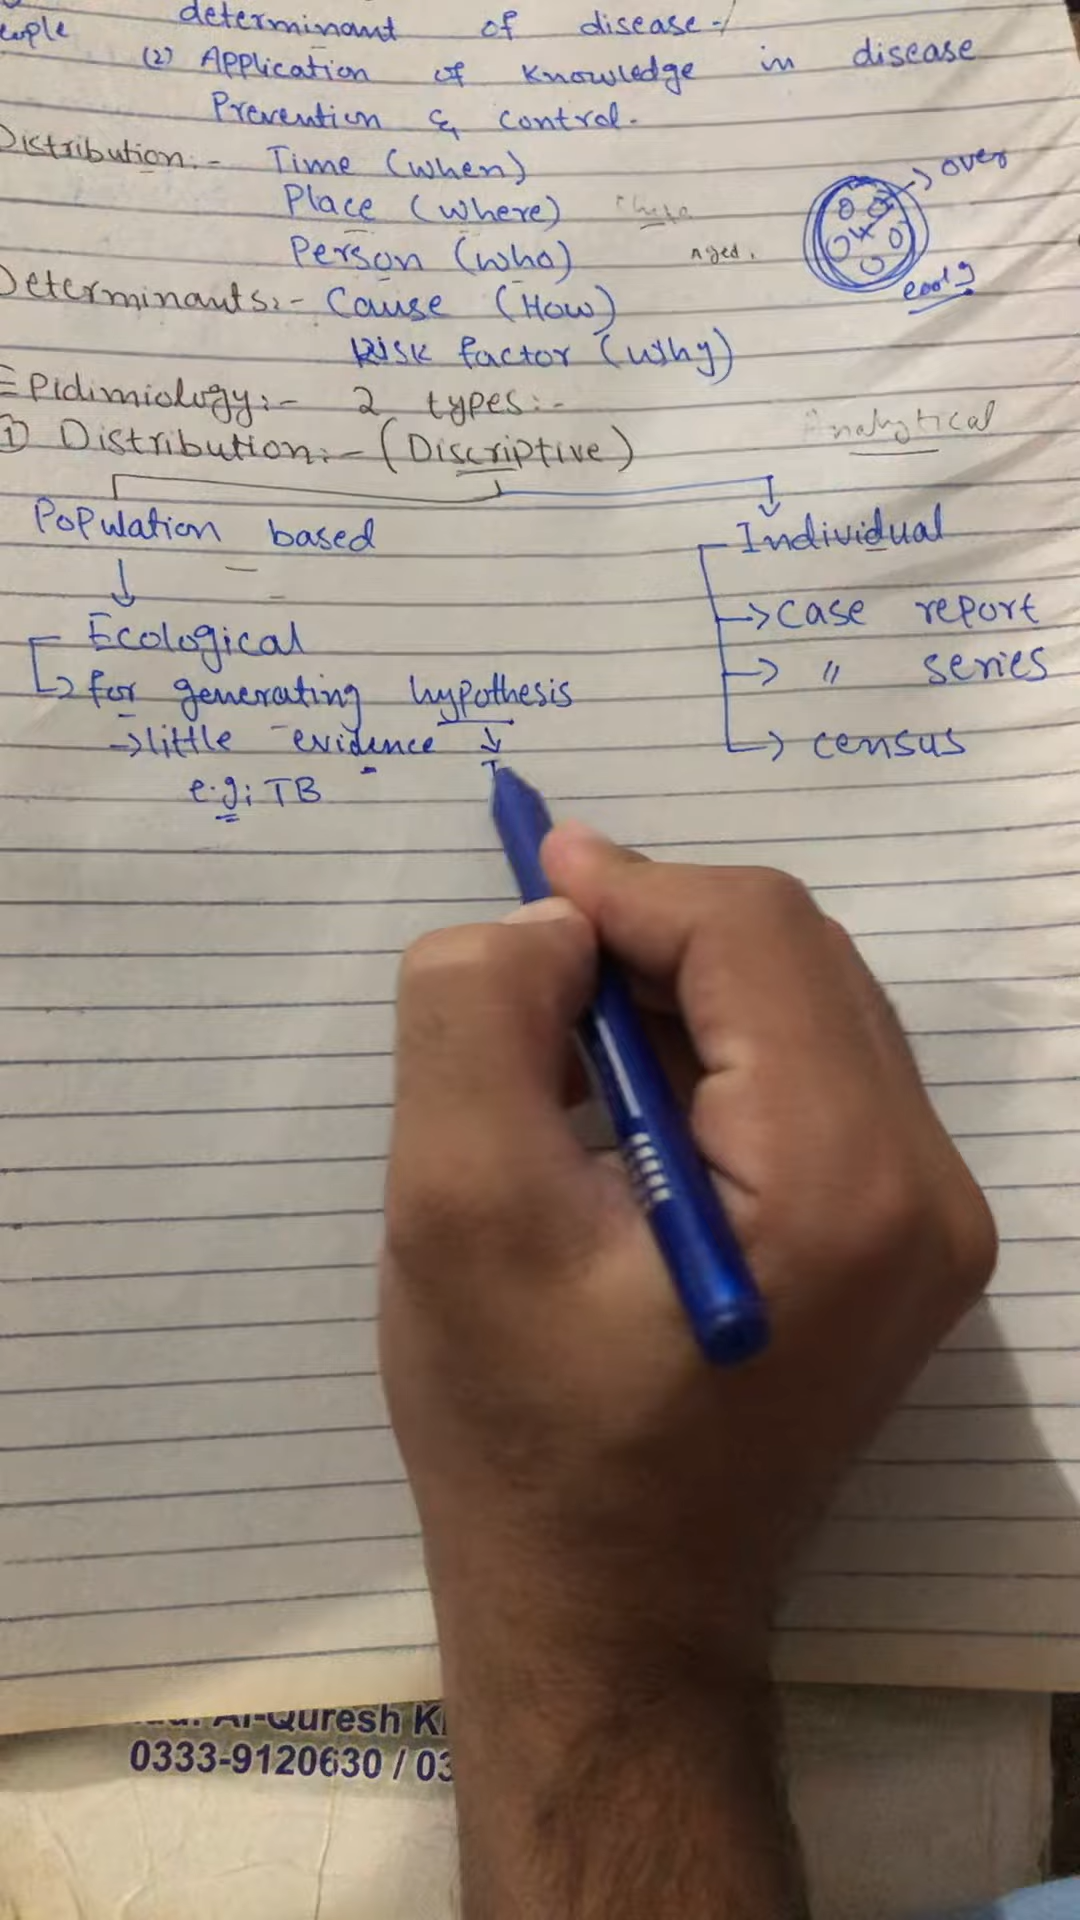 determinant of disease-
(2) Application of knowledge in disease
Prevention & control.
Distribution:- Time (when)
Place (where)
Person (who)
over
aged.
early
Determinants:- Cause (How)
Risk factor (why)
Epidimiology:- 2 types:-
Analytical
① Distribution:- (Discriptive)
Population based
Individual
Ecological
→ case report
→ for generating hypothesis
→ " series
→ little evidence ↓
→ census
e.g; TB
Al-Quresh K
0333-9120630 / 03